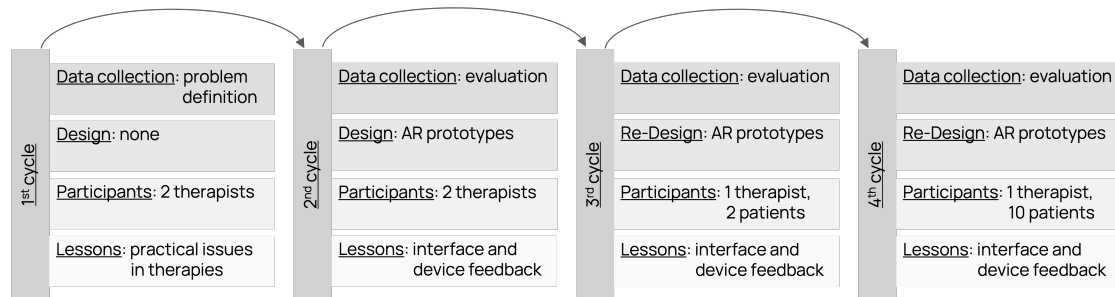 1st cycle
Data collection: problem
definition
Design: none
Participants: 2 therapists
Lessons: practical issues
in therapies
2nd cycle
Data collection: evaluation
Design: AR prototypes
Participants: 2 therapists
Lessons: interface and
device feedback
3rd cycle
Data collection: evaluation
Re-Design: AR prototypes
Participants: 1 therapist,
2 patients
Lessons: interface and
device feedback
4th cycle
Data collection: evaluation
Re-Design: AR prototypes
Participants: 1 therapist,
10 patients
Lessons: interface and
device feedback